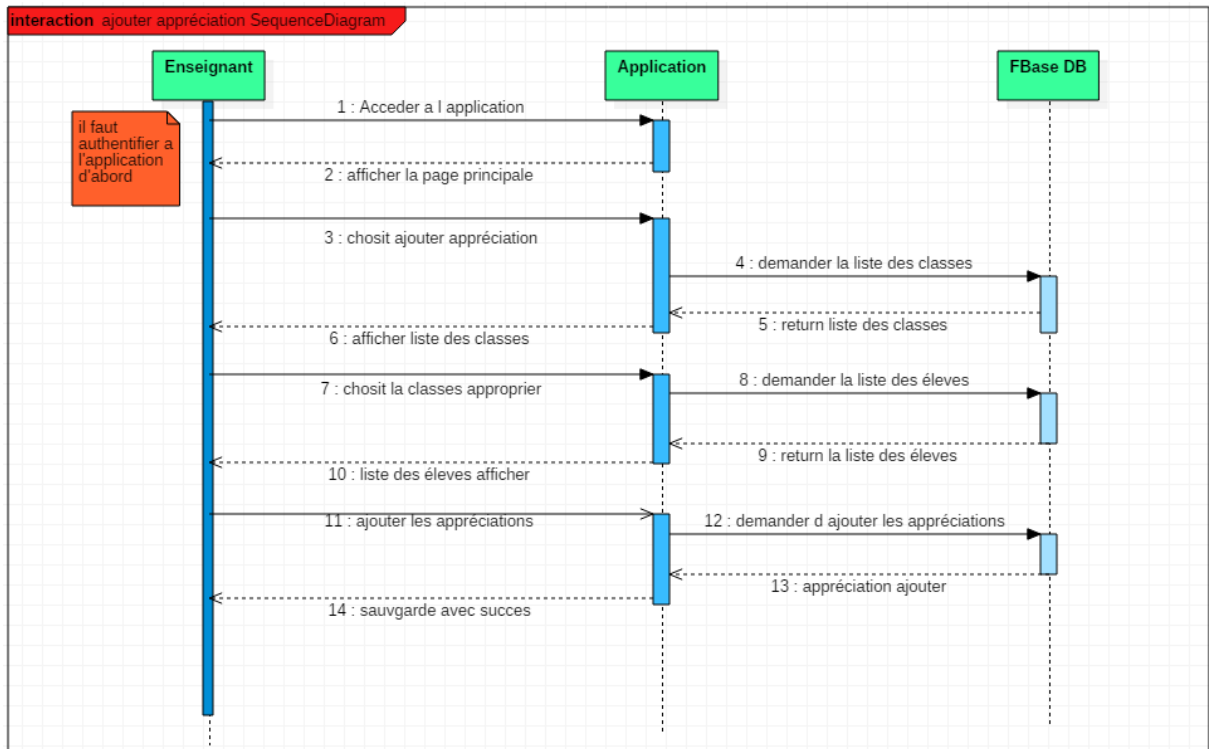 interaction ajouter appréciation SequenceDiagram
Enseignant
Application
FBase DB
il faut
authentifier a
l'application
d'abord
1 : Acceder a l application
2 : afficher la page principale
3 : chosit ajouter appréciation
4 : demander la liste des classes
5 : return liste des classes
6 : afficher liste des classes
7 : chosit la classes approprier
8 : demander la liste des éleves
9 : return la liste des éleves
10 : liste des éleves afficher
11 : ajouter les appréciations
12 : demander d ajouter les appréciations
13 : appréciation ajouter
14 : sauvgarde avec succes